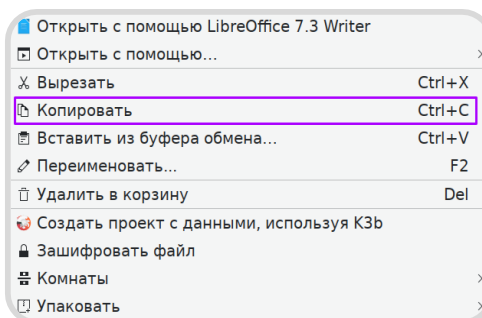 Открыть с помощью LibreOffice 7.3 Writer
Открыть с помощью...
Вырезать Ctrl+X
Копировать Ctrl+C
Вставить из буфера обмена... Ctrl+V
Переименовать... F2
Удалить в корзину Del
Создать проект с данными, используя K3b
Зашифровать файл
Комнаты
Упаковать